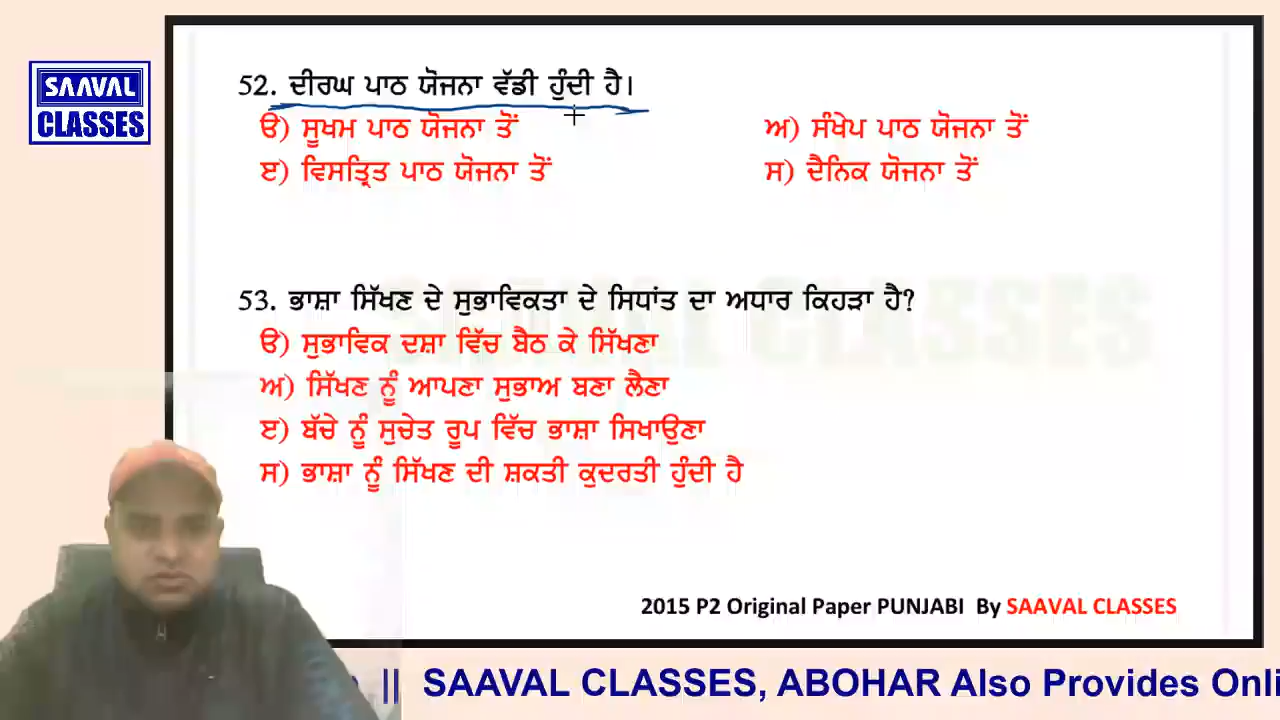 SAAVAL
CLASSES
52. ਦੀਰਘ ਪਾਠ ਯੋਜਨਾ ਵੱਡੀ ਹੁੰਦੀ ਹੈ।
ੳ) ਸੂਖਮ ਪਾਠ ਯੋਜਨਾ ਤੋਂ
ਅ) ਸੰਖੇਪ ਪਾਠ ਯੋਜਨਾ ਤੋਂ
ੲ) ਵਿਸਤ੍ਰਿਤ ਪਾਠ ਯੋਜਨਾ ਤੋਂ
ਸ) ਦੈਨਿਕ ਯੋਜਨਾ ਤੋਂ
53. ਭਾਸ਼ਾ ਸਿੱਖਣ ਦੇ ਸੁਭਾਵਿਕਤਾ ਦੇ ਸਿਧਾਂਤ ਦਾ ਅਧਾਰ ਕਿਹੜਾ ਹੈ?
ੳ) ਸੁਭਾਵਿਕ ਦਸ਼ਾ ਵਿੱਚ ਬੈਠ ਕੇ ਸਿੱਖਣਾ
ਅ) ਸਿੱਖਣ ਨੂੰ ਆਪਣਾ ਸੁਭਾਅ ਬਣਾ ਲੈਣਾ
ੲ) ਬੱਚੇ ਨੂੰ ਸੁਚੇਤ ਰੂਪ ਵਿੱਚ ਭਾਸ਼ਾ ਸਿਖਾਉਣਾ
ਸ) ਭਾਸ਼ਾ ਨੂੰ ਸਿੱਖਣ ਦੀ ਸ਼ਕਤੀ ਕੁਦਰਤੀ ਹੁੰਦੀ ਹੈ
2015 P2 Original Paper PUNJABI By SAAVAL CLASSES
|| SAAVAL CLASSES, ABOHAR Also Provides Onli